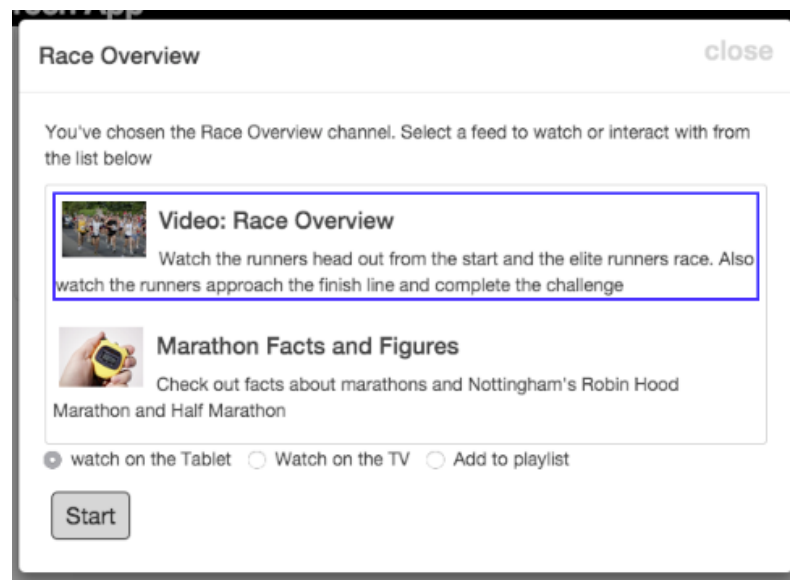 Race Overview
close
You've chosen the Race Overview channel. Select a feed to watch or interact with from
the list below
Video: Race Overview
Watch the runners head out from the start and the elite runners race. Also
watch the runners approach the finish line and complete the challenge
Marathon Facts and Figures
Check out facts about marathons and Nottingham's Robin Hood
Marathon and Half Marathon
watch on the Tablet Watch on the TV Add to playlist
Start